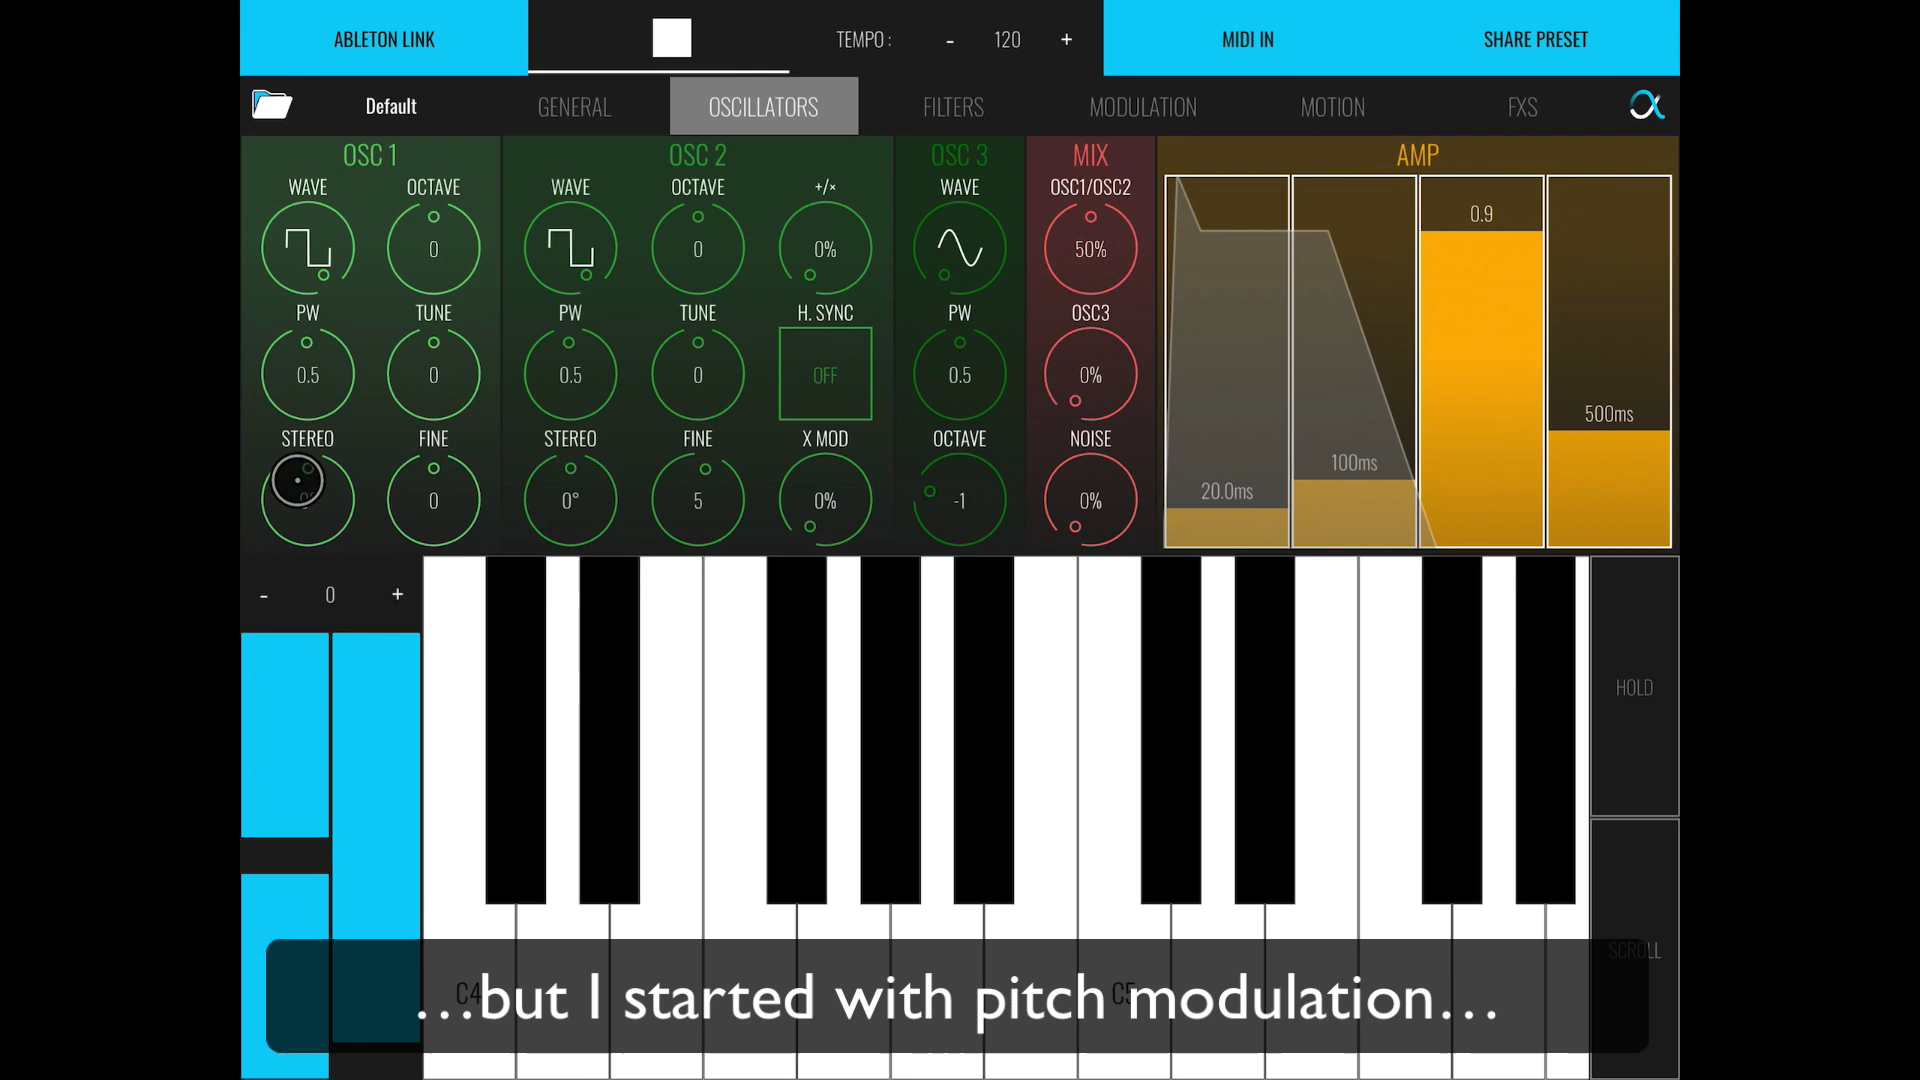 ABLETON LINK
TEMPO : - 120 +
MIDI IN
SHARE PRESET
Default
GENERAL
OSCILLATORS
FILTERS
MODULATION
MOTION
FXS
OSC 1
OSC 2
OSC 3
MIX
AMP
WAVE OCTAVE WAVE OCTAVE +/× WAVE OSC1/OSC2
0 0 0% 50% 0.9
PW TUNE PW TUNE H. SYNC PW OSC3
0.5 0 0.5 0 OFF 0.5 0%
20.0ms 100ms 500ms
STEREO FINE STEREO FINE X MOD OCTAVE NOISE
0 0° 5 0% -1 0%
- 0 +
HOLD
SCROLL
C4 C5
...but I started with pitch modulation...